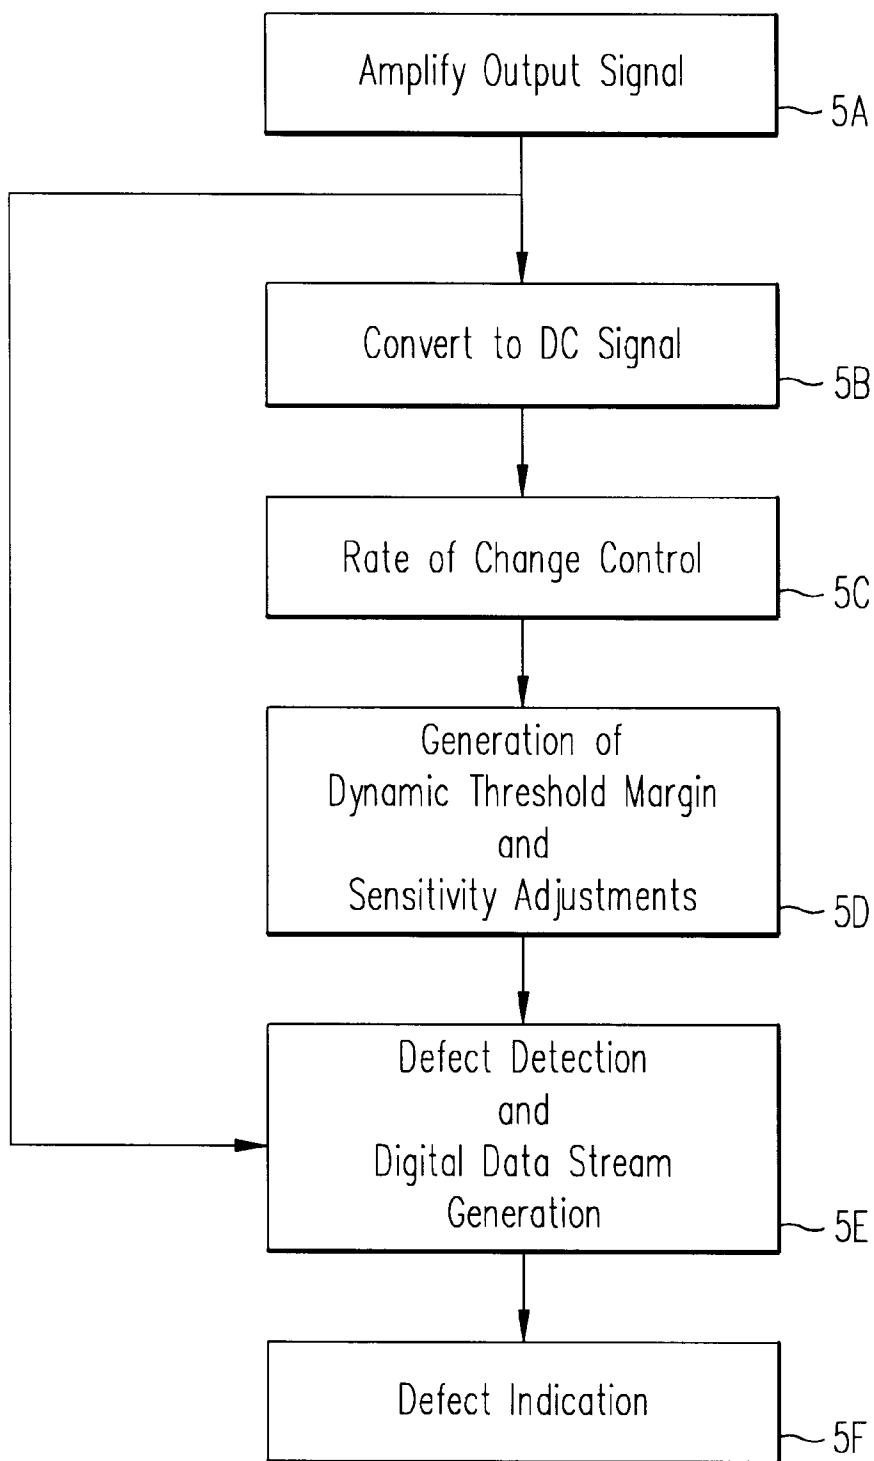 Amplify Output Signal
5A
Convert to DC Signal
5B
Rate of Change Control
5C
Generation of
Dynamic Threshold Margin
and
Sensitivity Adjustments
5D
Defect Detection
and
Digital Data Stream
Generation
5E
Defect Indication
5F